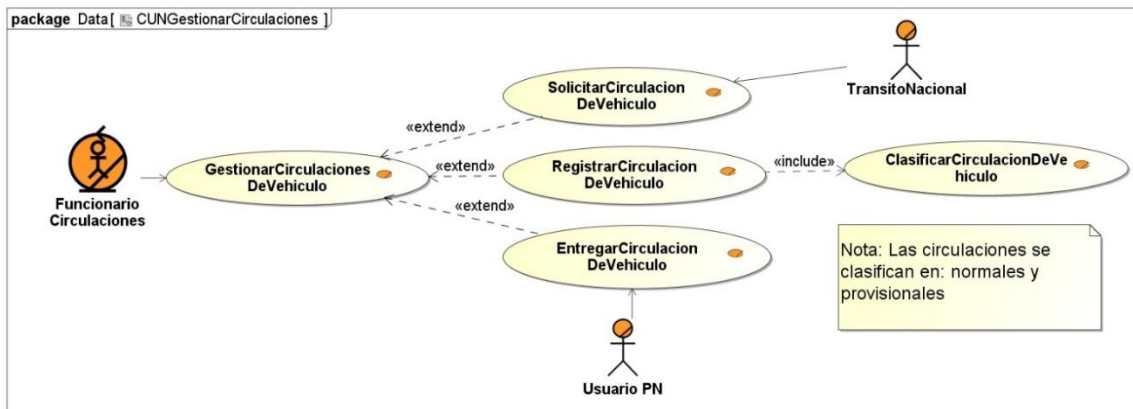 package Data[ CUNGestionarCirculaciones ]
TransitoNacional
SolicitarCirculacion
DeVehiculo
«extend»
Funcionario
Circulaciones
GestionarCirculaciones
DeVehiculo
«extend»
RegistrarCirculacion
DeVehiculo
«include»
ClasificarCirculacionDeVe
hiculo
«extend»
EntregarCirculacion
DeVehiculo
Usuario PN
Nota: Las circulaciones se
clasifican en: normales y
provisionales